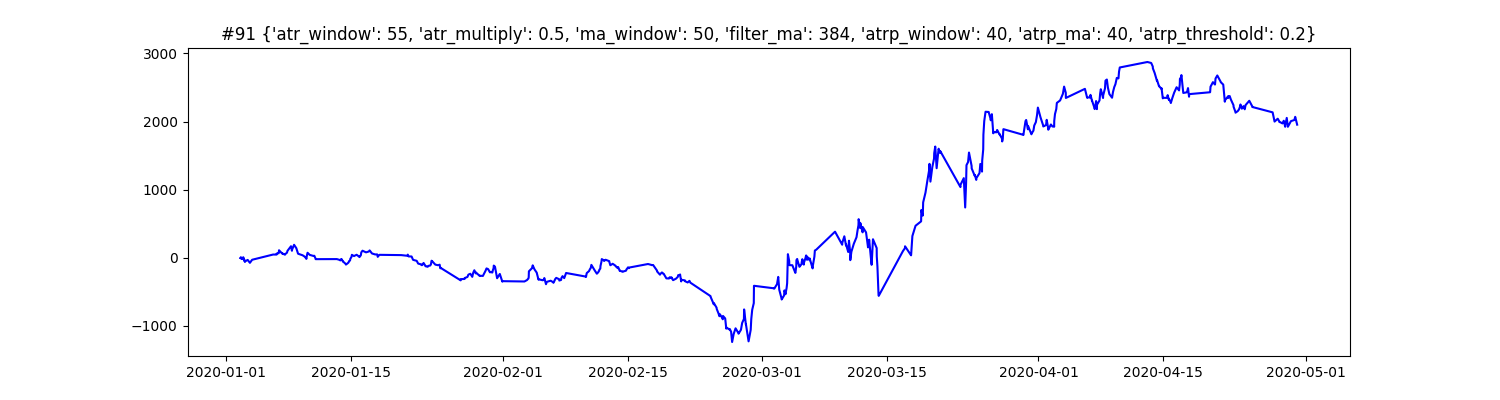 #91 {'atr_window': 55, 'atr_multiply': 0.5, 'ma_window': 50, 'filter_ma': 384, 'atrp_window': 40, 'atrp_ma': 40, 'atrp_threshold': 0.2}
3000
2000
1000
0
−1000
2020-01-01 2020-01-15 2020-02-01 2020-02-15 2020-03-01 2020-03-15 2020-04-01 2020-04-15 2020-05-01